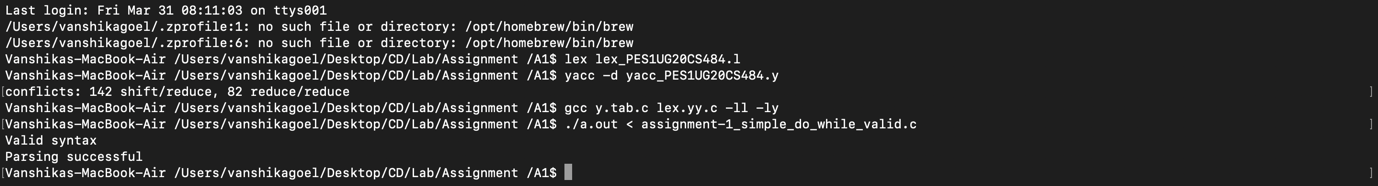 Last login: Fri Mar 31 08:11:03 on ttys001
/Users/vanshikagoel/.zprofile:1: no such file or directory: /opt/homebrew/bin/brew
/Users/vanshikagoel/.zprofile:6: no such file or directory: /opt/homebrew/bin/brew
Vanshikas-MacBook-Air /Users/vanshikagoel/Desktop/CD/Lab/Assignment /A1$ lex lex_PES1UG20CS484.l
Vanshikas-MacBook-Air /Users/vanshikagoel/Desktop/CD/Lab/Assignment /A1$ yacc -d yacc_PES1UG20CS484.y
[conflicts: 142 shift/reduce, 82 reduce/reduce ]
Vanshikas-MacBook-Air /Users/vanshikagoel/Desktop/CD/Lab/Assignment /A1$ gcc y.tab.c lex.yy.c -ll -ly
[Vanshikas-MacBook-Air /Users/vanshikagoel/Desktop/CD/Lab/Assignment /A1$ ./a.out < assignment-1_simple_do_while_valid.c ]
Valid syntax
Parsing successful
[Vanshikas-MacBook-Air /Users/vanshikagoel/Desktop/CD/Lab/Assignment /A1$ ]